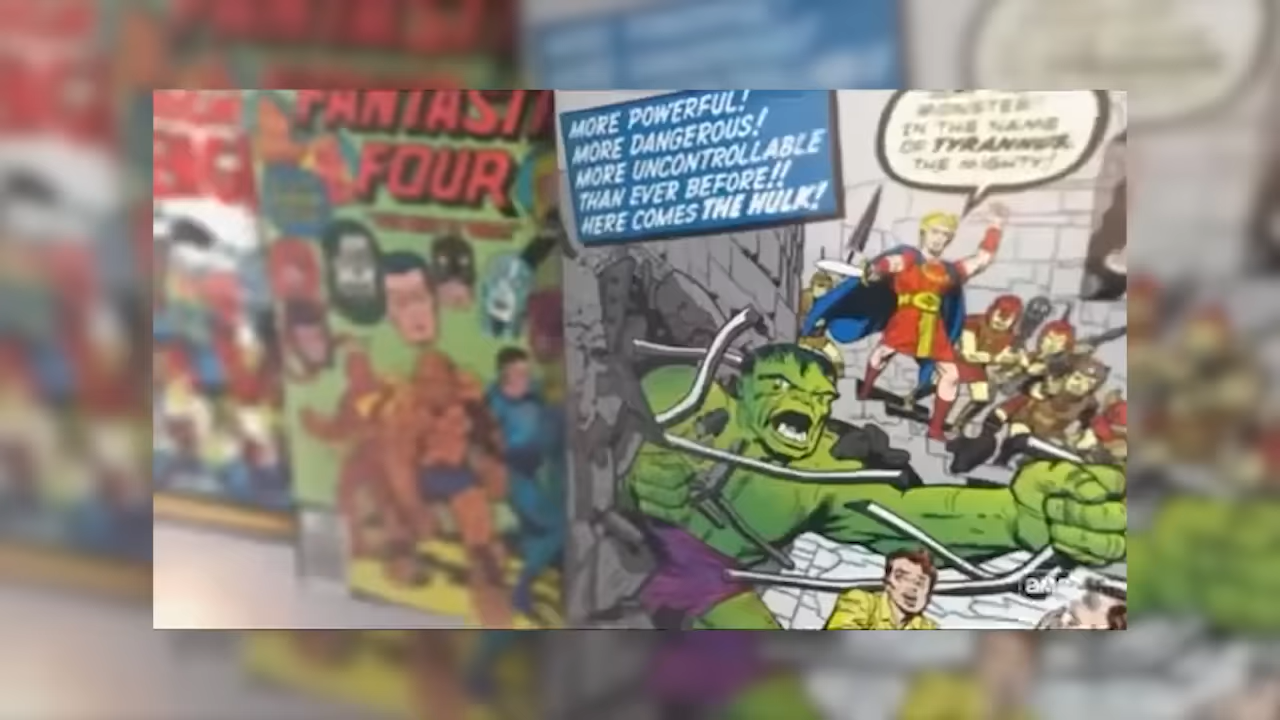 FANTASTI
FOUR
MORE POWERFUL!
MORE DANGEROUS!
MORE UNCONTROLLABLE
THAN EVER BEFORE!!
HERE COMES THE HULK!
MONSTER!
IN THE NAME
OF TYRANNUS,
THE MIGHTY!